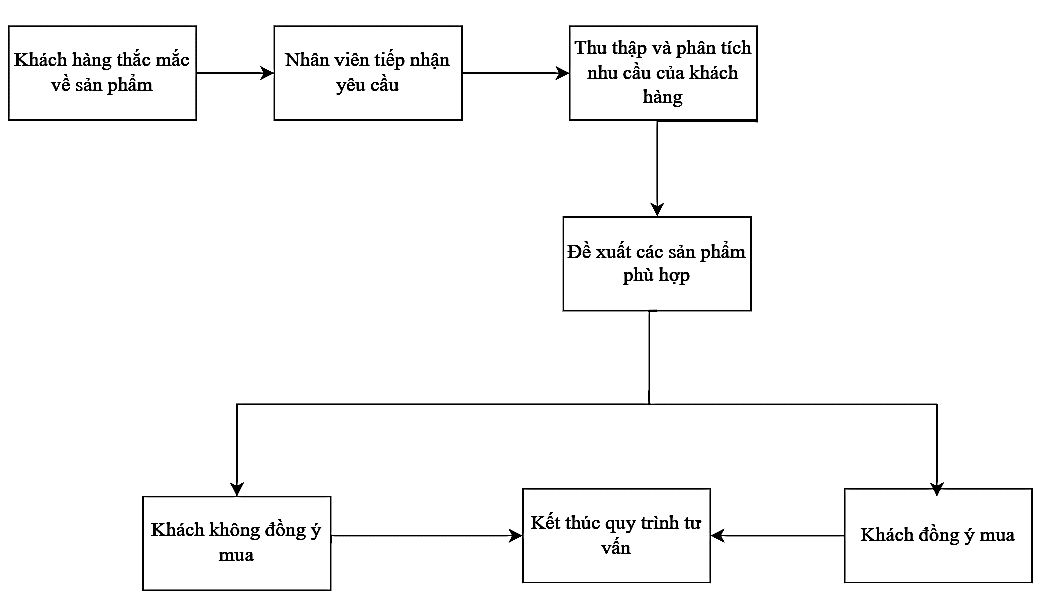 Khách hàng thắc mắc
về sản phẩm
Nhân viên tiếp nhận
yêu cầu
Thu thập và phân tích
nhu cầu của khách
hàng
Đề xuất các sản phẩm
phù hợp
Khách không đồng ý
mua
Kết thúc quy trình tư
vấn
Khách đồng ý mua